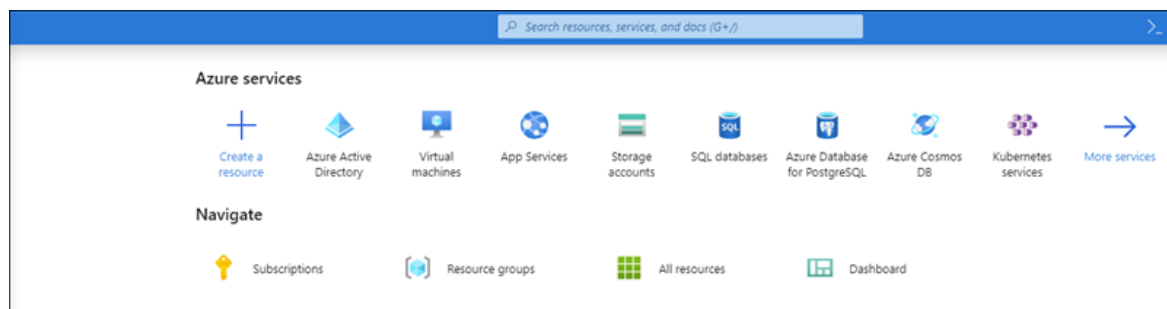 Search resources, services, and docs (G+/)
Azure services
Create a resource
Azure Active Directory
Virtual machines
App Services
Storage accounts
SQL
SQL databases
Azure Database for PostgreSQL
Azure Cosmos DB
Kubernetes services
More services
Navigate
Subscriptions
Resource groups
All resources
Dashboard